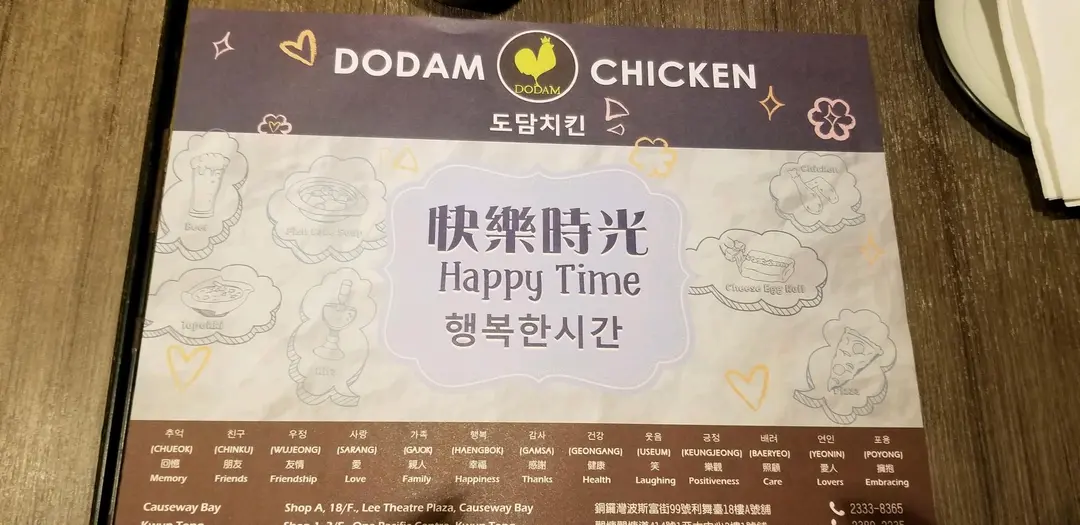 DODAM CHICKEN
DODAM
도담치킨
Chicken
Beer
快樂時光
Happy Time
행복한시간
Cheese Egg Roll
Pizza
추억 친구 우정 사랑 가족 행복 감사 건강 웃음 긍정 배려 연인 포옹
(CHUEOK) (CHINKU) (WUJEONG) (SARANG) (GAJOK) (HAENGBOK) (GAMSA) (GEONGANG) (USEUM) (KEUNGJEONG) (BAERYEO) (YEONIN) (POYONG)
回憶 朋友 友情 愛 親人 幸福 感謝 健康 笑 樂觀 照顧 愛人 擁抱
Memory Friends Friendship Love Family Happiness Thanks Health Laughing Positiveness Care Lovers Embracing
Causeway Bay Shop A, 18/F., Lee Theatre Plaza, Causeway Bay 銅鑼灣波斯富街99號利舞臺18樓A號舖 2333-8365